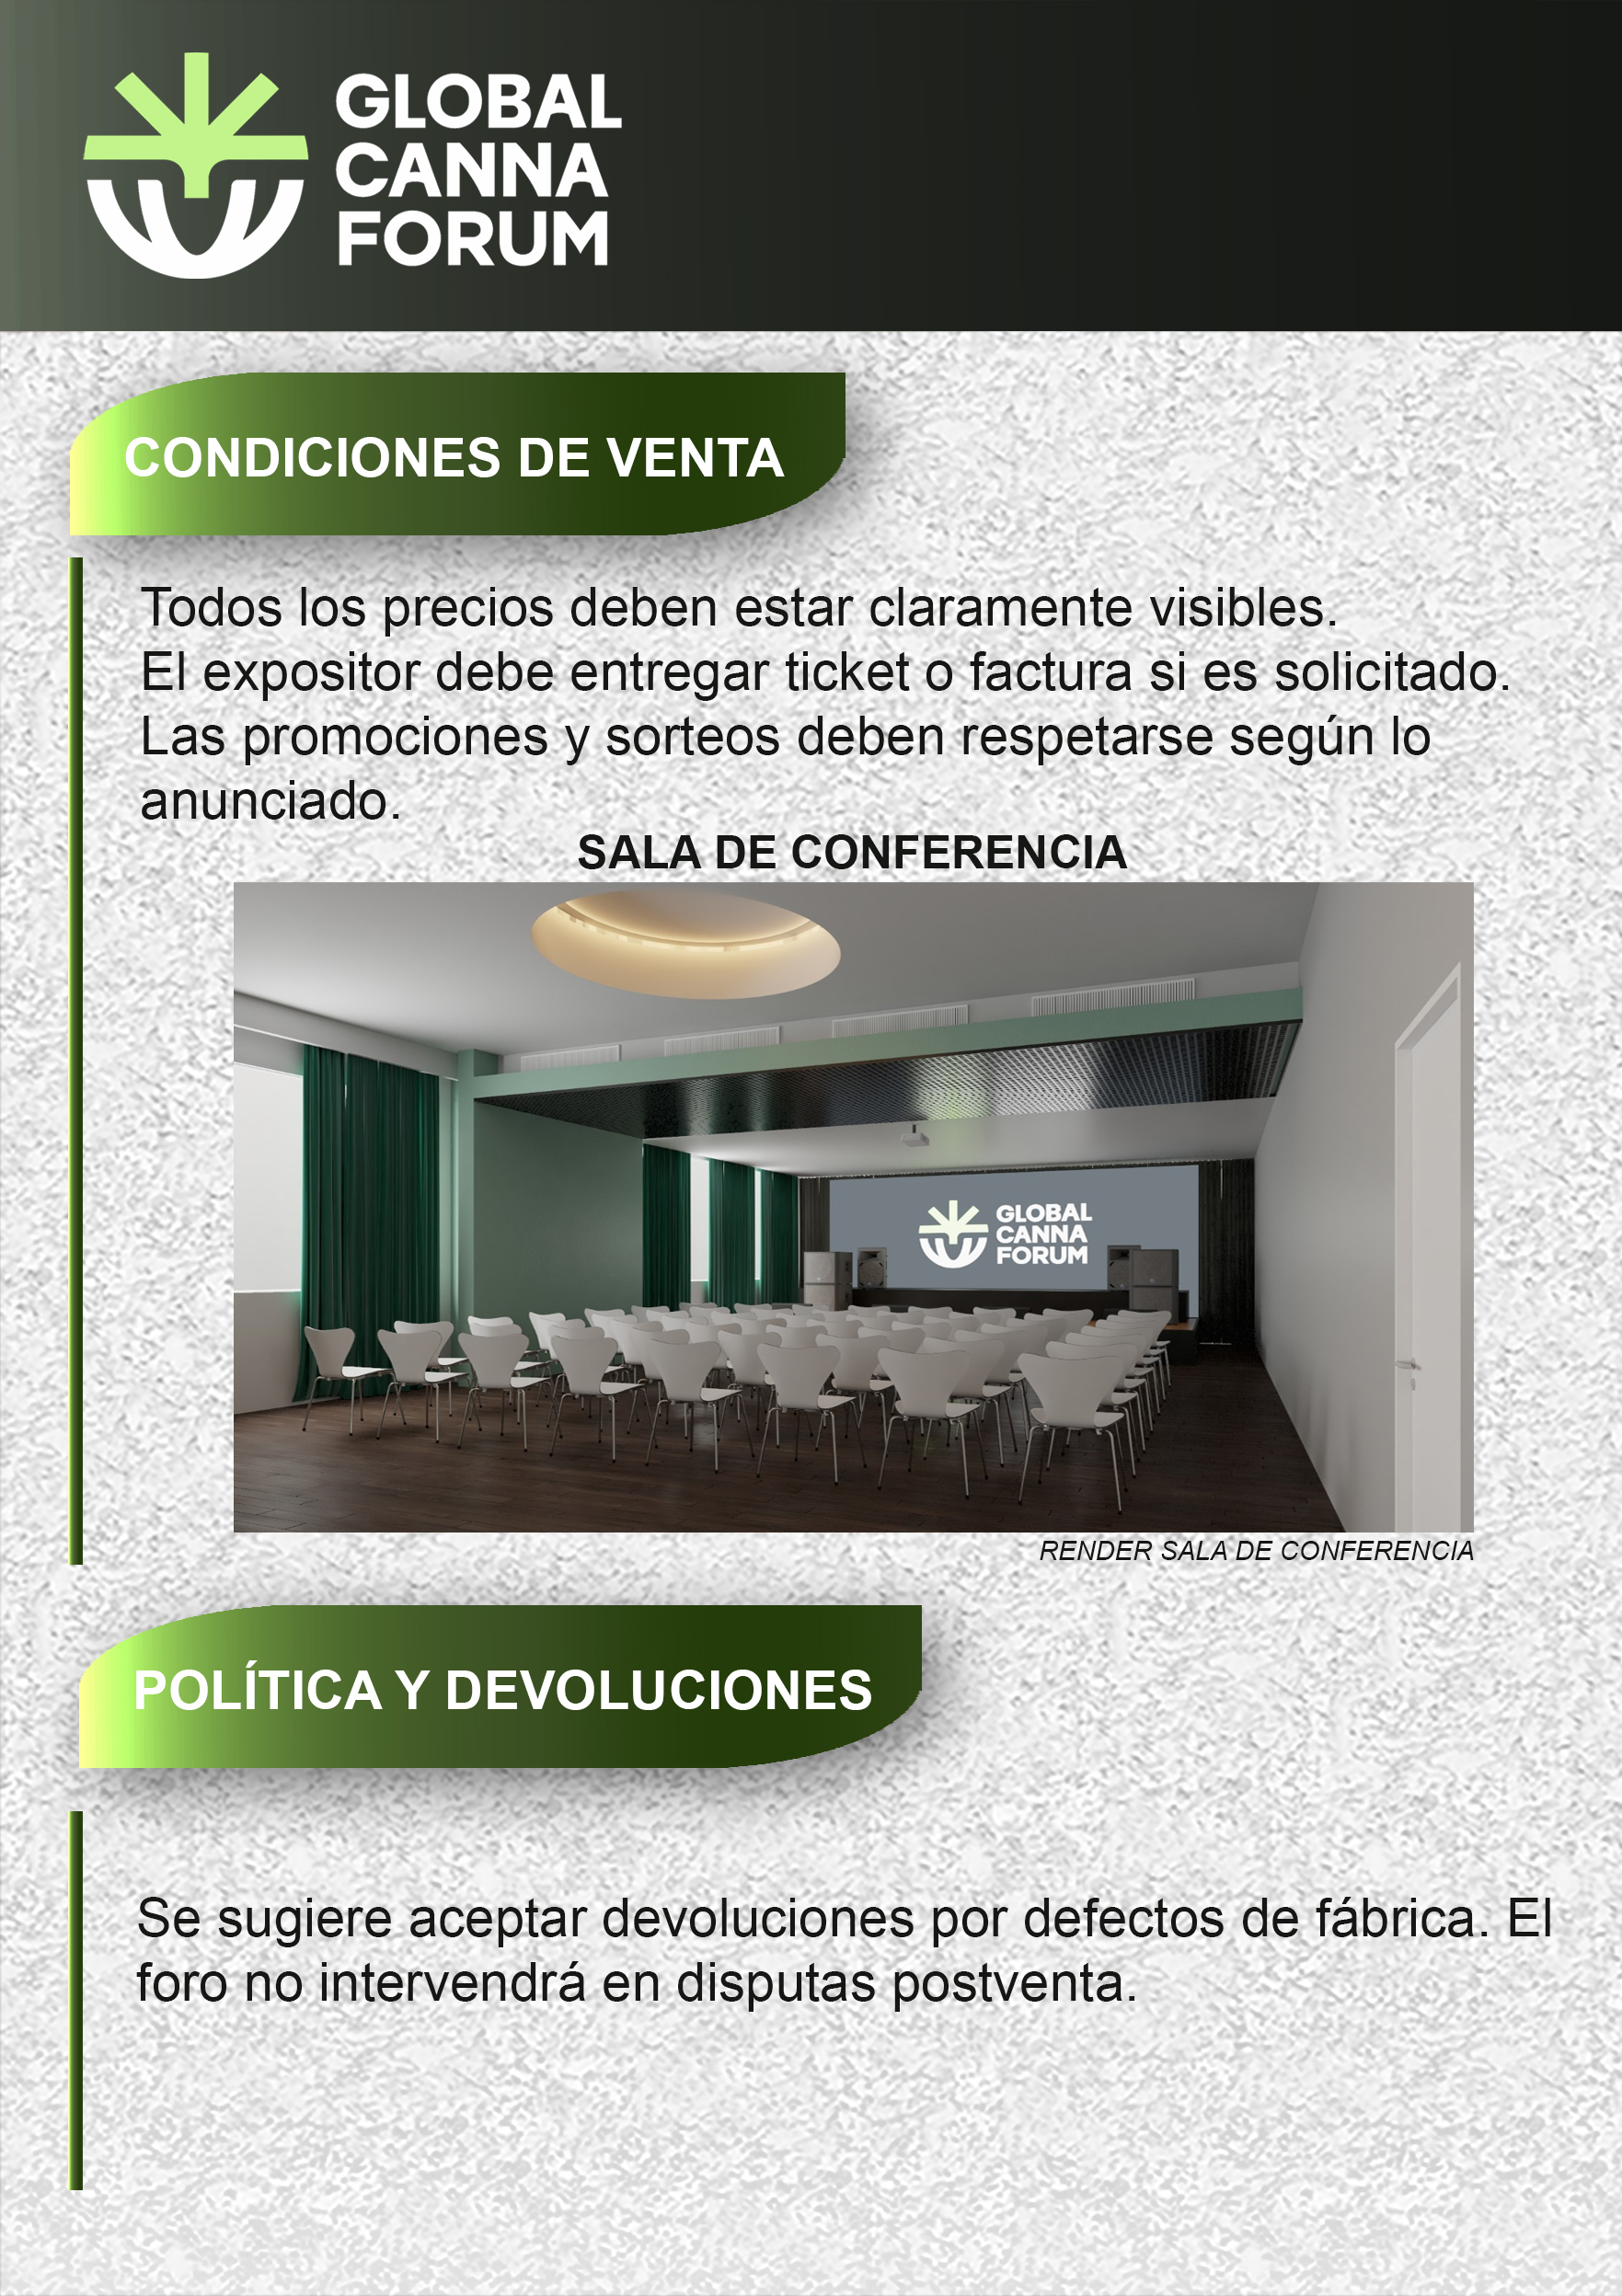 GLOBAL
CANNA
FORUM
CONDICIONES DE VENTA
Todos los precios deben estar claramente visibles.
El expositor debe entregar ticket o factura si es solicitado.
Las promociones y sorteos deben respetarse según lo
anunciado.
SALA DE CONFERENCIA
GLOBAL
CANNA
FORUM
RENDER SALA DE CONFERENCIA
POLÍTICA Y DEVOLUCIONES
Se sugiere aceptar devoluciones por defectos de fábrica. El
foro no intervendrá en disputas postventa.